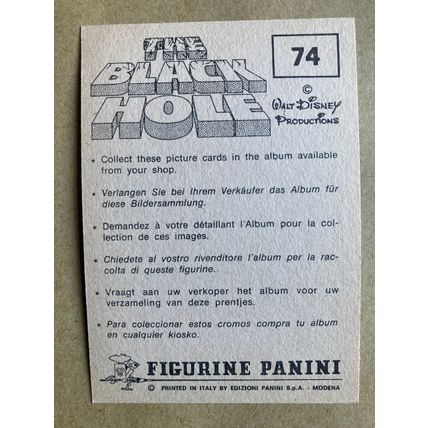 THE
BLACK
HOLE
74
©
WALT DISNEY
PRODUCTIONS
* Collect these picture cards in the album available
from your shop.
* Verlangen Sie bei Ihrem Verkäufer das Album für
diese Bildersammlung.
* Demandez à votre détaillant l'Album pour la col-
lection de ces images.
* Chiedete al vostro rivenditore l'album per la rac-
colta di queste figurine.
* Vraagt aan uw verkoper het album voor uw
verzameling van deze prentjes.
* Para coleccionar estos cromos compra tu album
en cualquier kiosko.
FIGURINE PANINI
© PRINTED IN ITALY BY EDIZIONI PANINI S.p.A. - MODENA